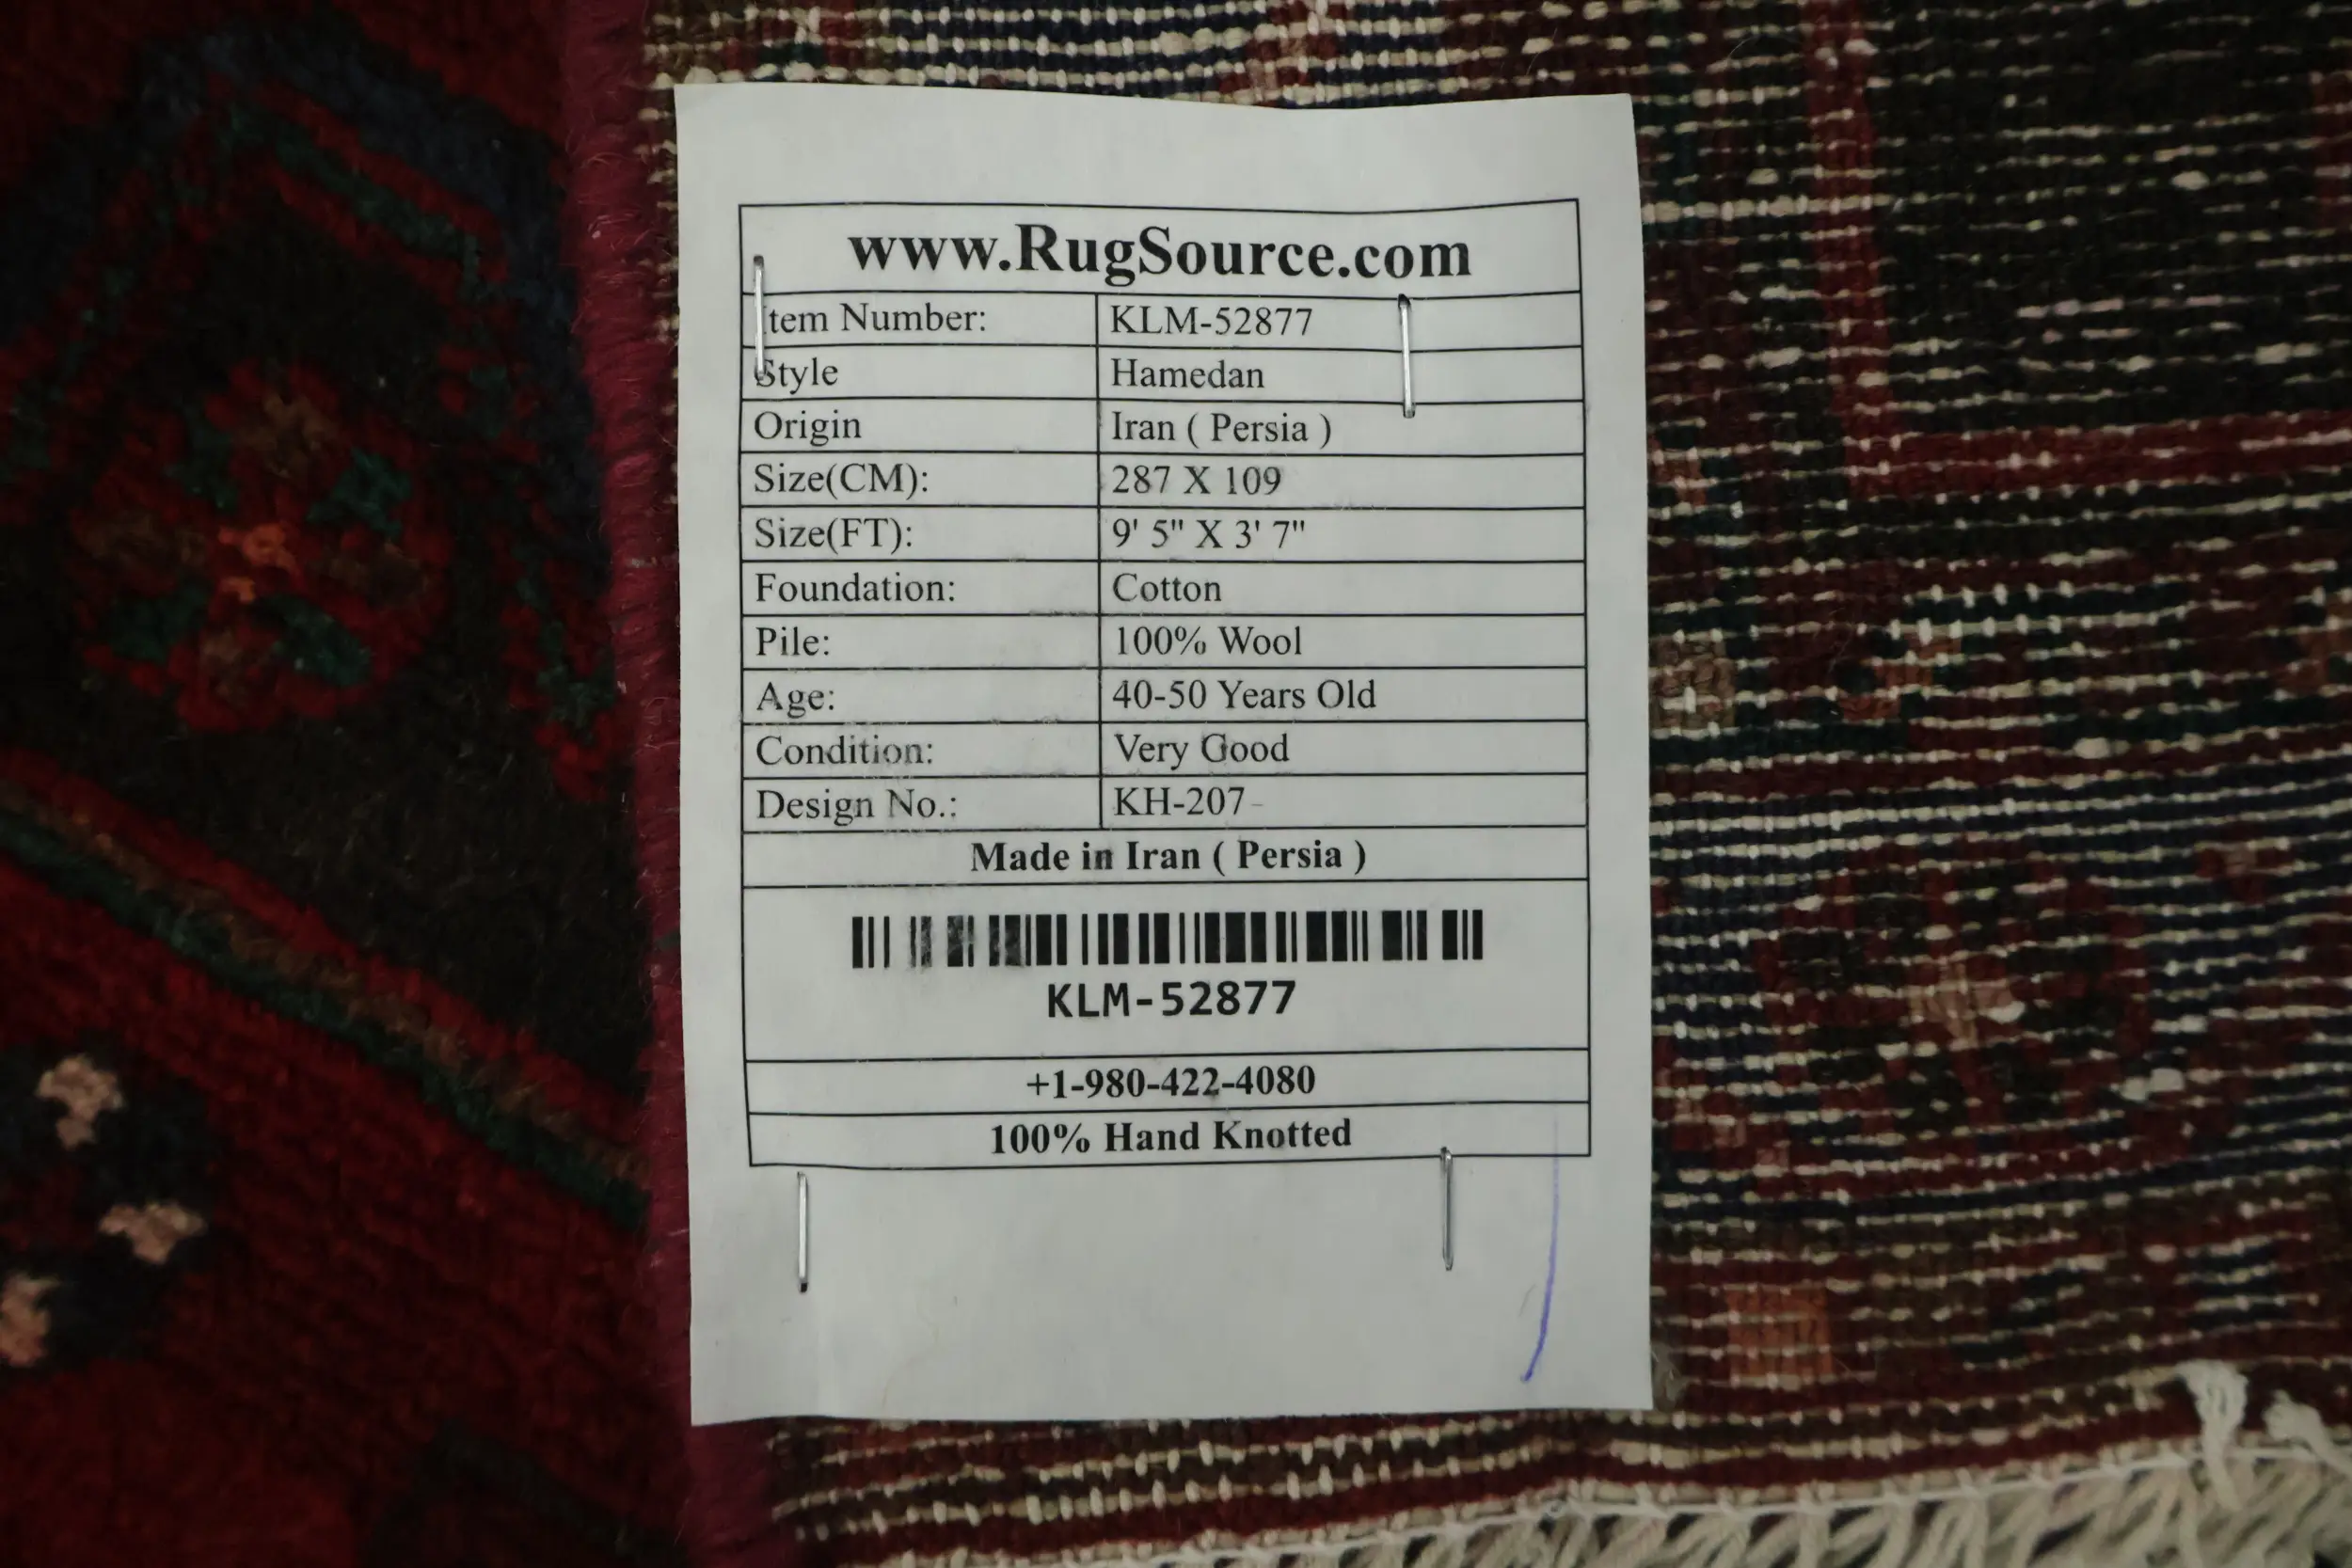 www.RugSource.com
Item Number: KLM-52877
Style Hamedan
Origin Iran ( Persia )
Size(CM): 287 X 109
Size(FT): 9' 5" X 3' 7"
Foundation: Cotton
Pile: 100% Wool
Age: 40-50 Years Old
Condition: Very Good
Design No.: KH-207-
Made in Iran ( Persia )
KLM-52877
+1-980-422-4080
100% Hand Knotted